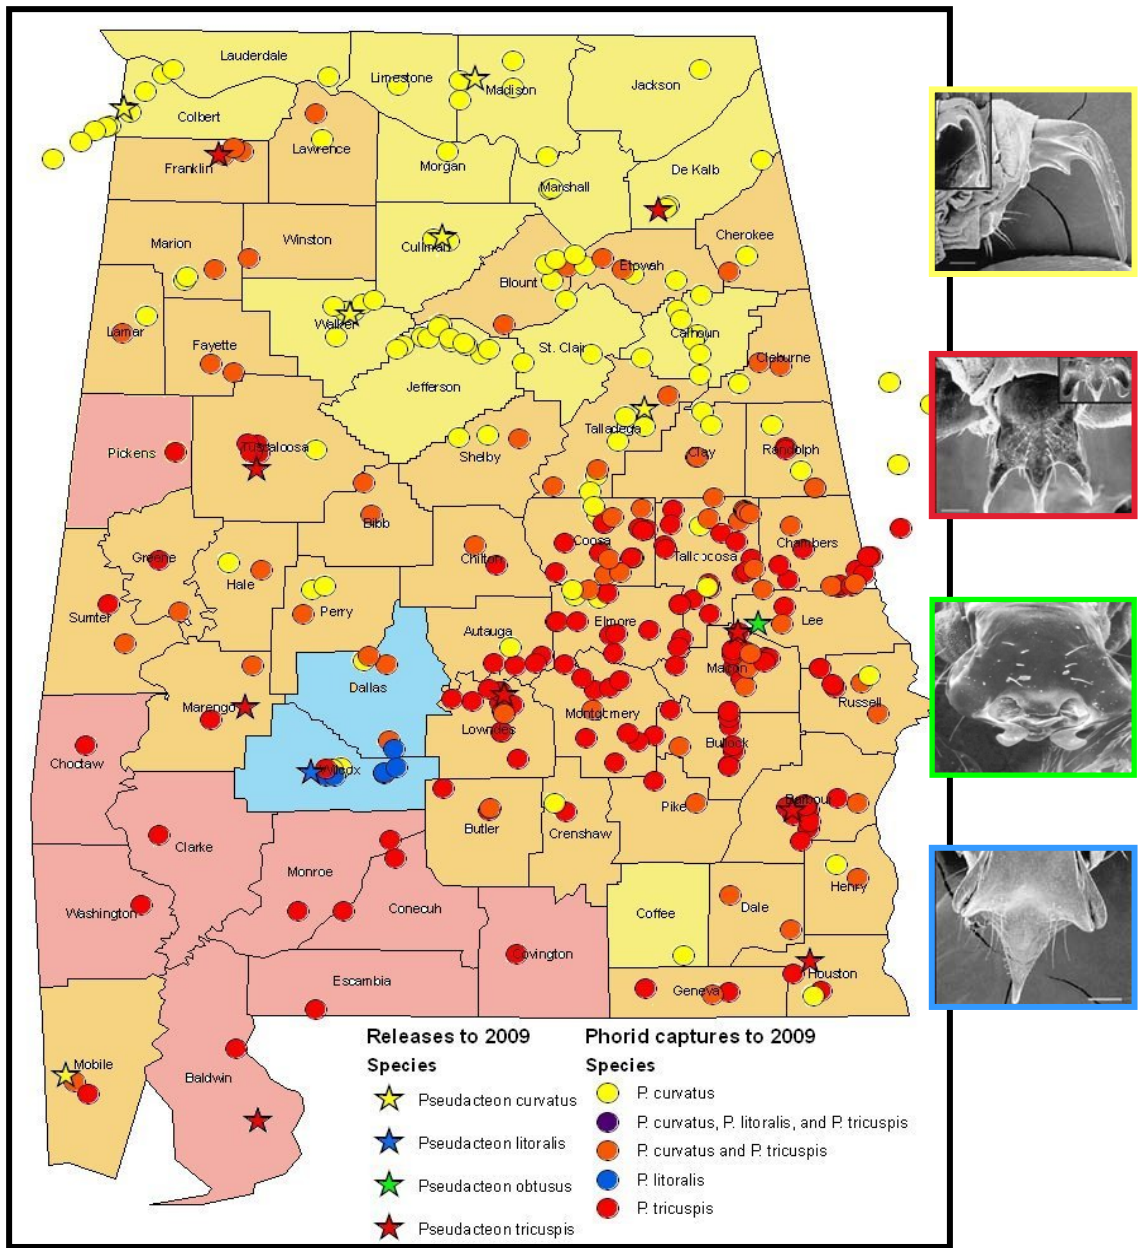 Lauderdale
Limestone
Madison
Jackson
Colbert
Lawrence
Franklin
Morgan
Marshall
De Kalb
Marion
Winston
Cullman
Cherokee
Etowah
Blount
Lamar
Walker
Fayette
St. Clair
Calhoun
Cleburne
Jefferson
Pickens
Tuscaloosa
Shelby
Talladega
Clay
Randolph
Bibb
Greene
Hale
Chilton
Coosa
Tallapoosa
Chambers
Sumter
Perry
Autauga
Elmore
Lee
Dallas
Macon
Marengo
Lowndes
Montgomery
Russell
Choctaw
Wilcox
Bullock
Butler
Crenshaw
Pike
Barbour
Clarke
Monroe
Conecuh
Washington
Coffee
Dale
Henry
Covington
Escambia
Geneva
Houston
Mobile
Baldwin
Releases to 2009
Species
Pseudacteon curvatus
Pseudacteon litoralis
Pseudacteon obtusus
Pseudacteon tricuspis
Phorid captures to 2009
Species
P. curvatus
P. curvatus, P. litoralis, and P. tricuspis
P. curvatus and P. tricuspis
P. litoralis
P. tricuspis